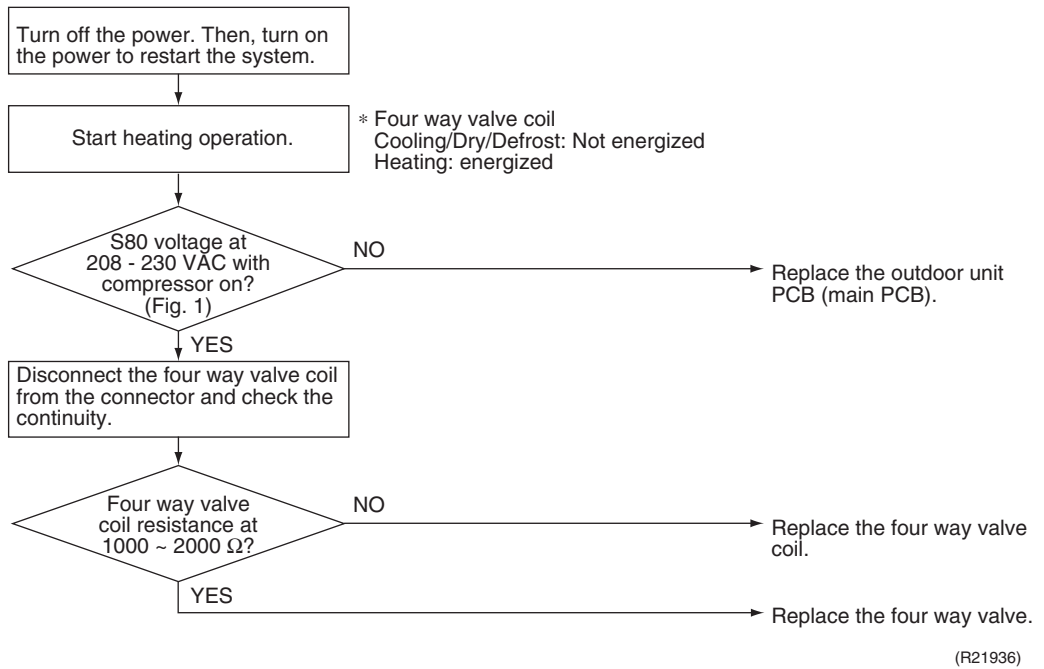 Turn off the power. Then, turn on
the power to restart the system.
Start heating operation.
∗ Four way valve coil
Cooling/Dry/Defrost: Not energized
Heating: energized
S80 voltage at
208 - 230 VAC with
compressor on?
(Fig. 1)
NO
Replace the outdoor unit
PCB (main PCB).
YES
Disconnect the four way valve coil
from the connector and check the
continuity.
Four way valve
coil resistance at
1000 ~ 2000 Ω?
NO
Replace the four way valve
coil.
YES
Replace the four way valve.
(R21936)